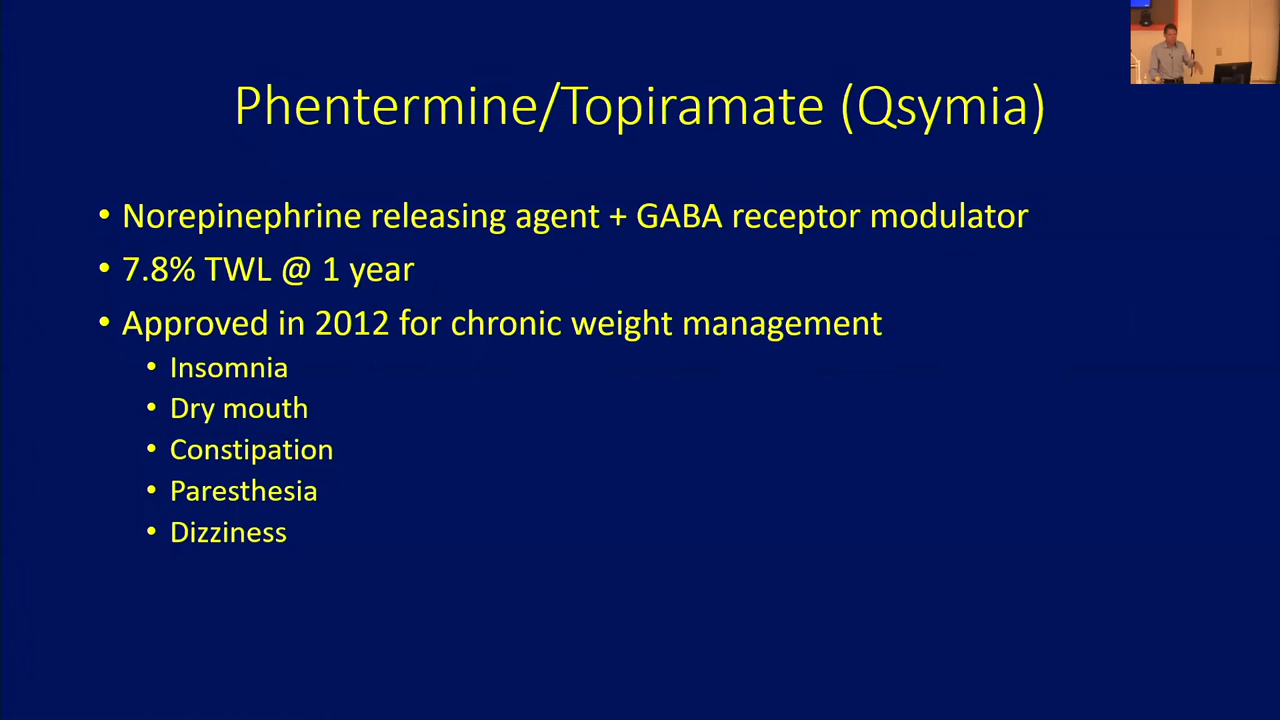 Phentermine/Topiramate (Qsymia)
• Norepinephrine releasing agent + GABA receptor modulator
• 7.8% TWL @ 1 year
• Approved in 2012 for chronic weight management
• Insomnia
• Dry mouth
• Constipation
• Paresthesia
• Dizziness